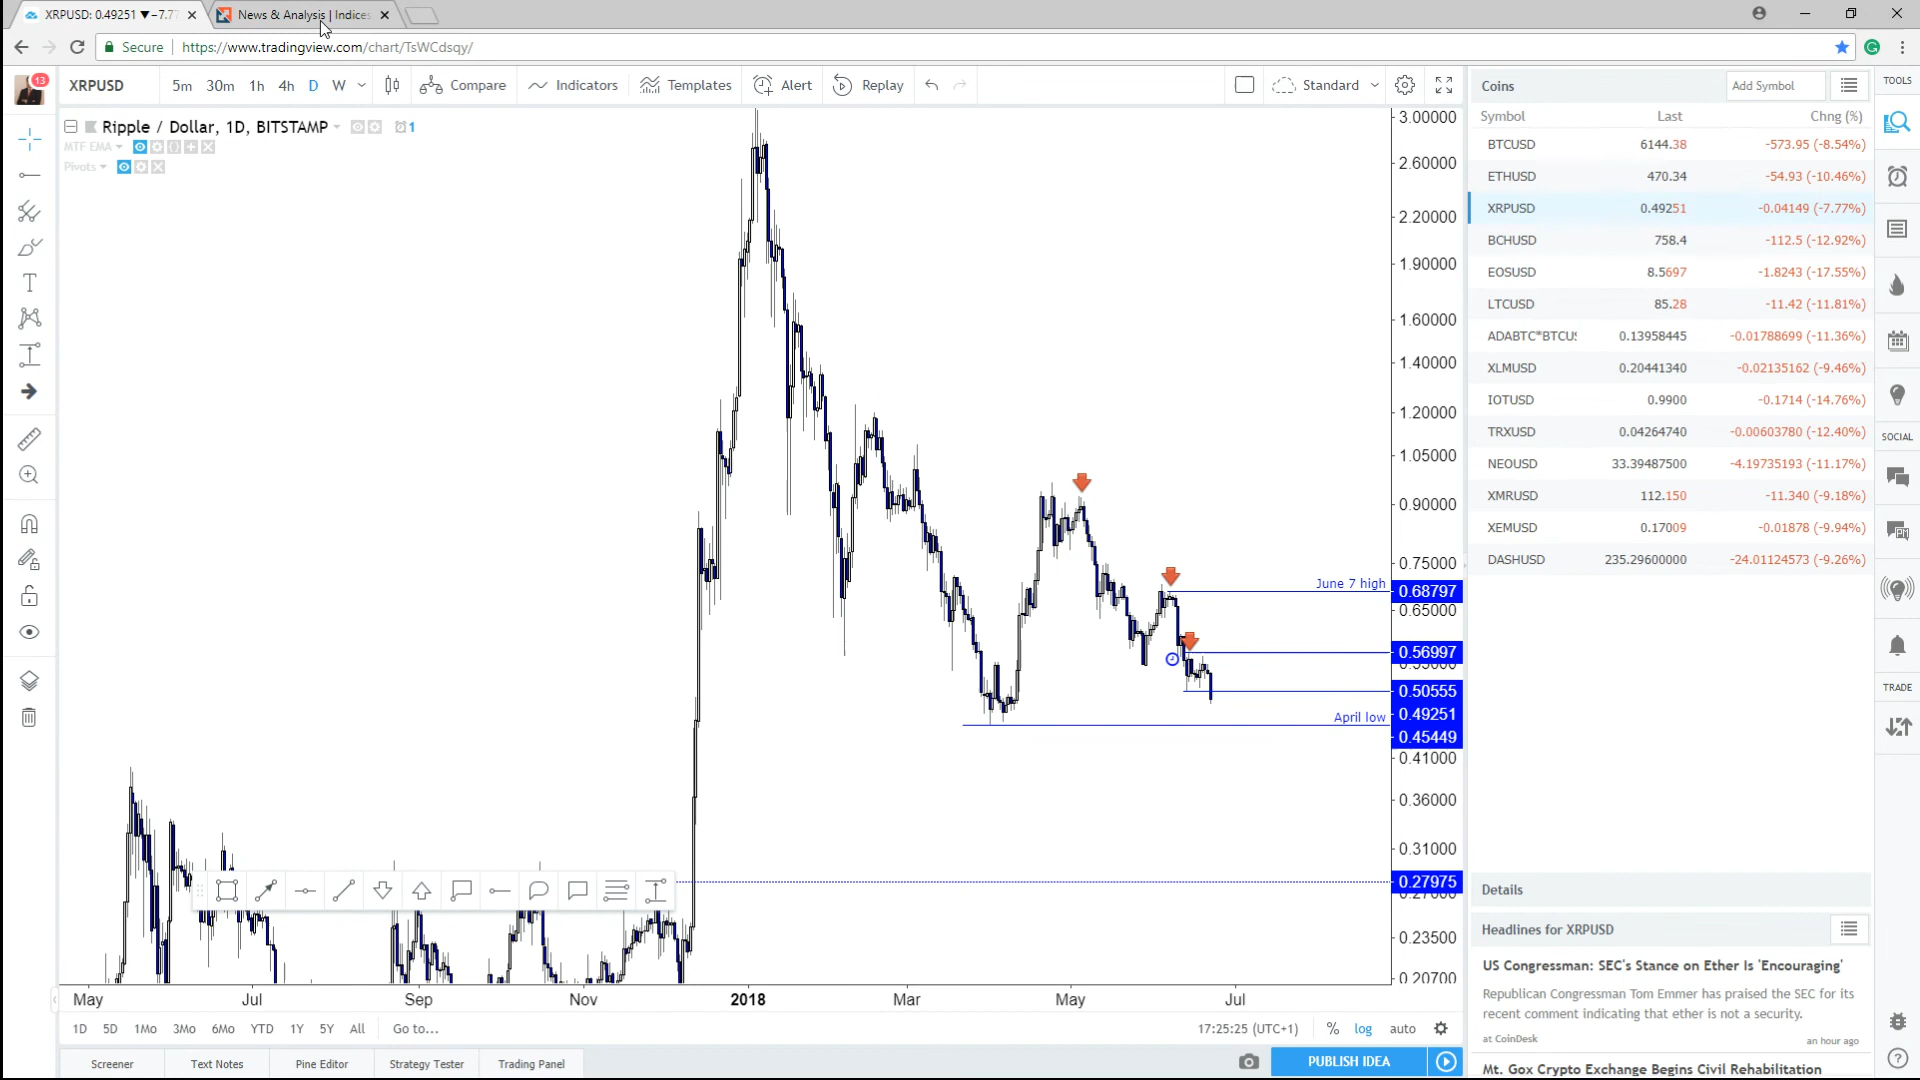 XRPUSD: 0.49251 ▼ −7.7
News & Analysis | Indices
Secure
https://www.tradingview.com/chart/TsWCdsqy/
13
XRPUSD
5m 30m 1h 4h D W
Compare
Indicators
Templates
Alert
Replay
Standard
Ripple / Dollar, 1D, BITSTAMP
1
MTF EMA
Pivots
June 7 high
April low
3.00000
2.60000
2.20000
1.90000
1.60000
1.40000
1.20000
1.05000
0.90000
0.75000
0.68797
0.65000
0.56997
0.50555
0.49251
0.45449
0.41000
0.36000
0.31000
0.27975
0.23500
0.20700
May Jul Sep Nov 2018 Mar May Jul
1D 5D 1Mo 3Mo 6Mo YTD 1Y 5Y All Go to...
17:25:25 (UTC+1) % log auto
Screener Text Notes Pine Editor Strategy Tester Trading Panel
PUBLISH IDEA
Coins
Add Symbol
Symbol Last Chng (%)
BTCUSD 6144.38 -573.95 (-8.54%)
ETHUSD 470.34 -54.93 (-10.46%)
XRPUSD 0.49251 -0.04149 (-7.77%)
BCHUSD 758.4 -112.5 (-12.92%)
EOSUSD 8.5697 -1.8243 (-17.55%)
LTCUSD 85.28 -11.42 (-11.81%)
ADABTC*BTCUS 0.13958445 -0.01788699 (-11.36%)
XLMUSD 0.20441340 -0.02135162 (-9.46%)
IOTUSD 0.9900 -0.1714 (-14.76%)
TRXUSD 0.04264740 -0.00603780 (-12.40%)
NEOUSD 33.39487500 -4.19735193 (-11.17%)
XMRUSD 112.150 -11.340 (-9.18%)
XEMUSD 0.17009 -0.01878 (-9.94%)
DASHUSD 235.29600000 -24.01124573 (-9.26%)
Details
Headlines for XRPUSD
US Congressman: SEC's Stance on Ether Is 'Encouraging'
Republican Congressman Tom Emmer has praised the SEC for its
recent comment indicating that ether is not a security.
at CoinDesk
an hour ago
Mt. Gox Crypto Exchange Begins Civil Rehabilitation
TOOLS
SOCIAL
TRADE